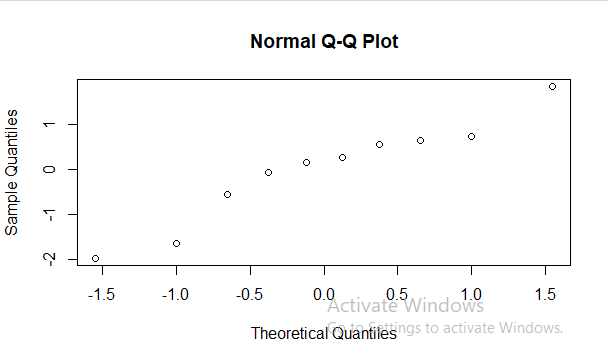 Normal Q-Q Plot
Sample Quantiles
1
0
-1
-2
-1.5 -1.0 -0.5 0.0 0.5 1.0 1.5
Activate Windows
Go to Settings to activate Windows.
Theoretical Quantiles